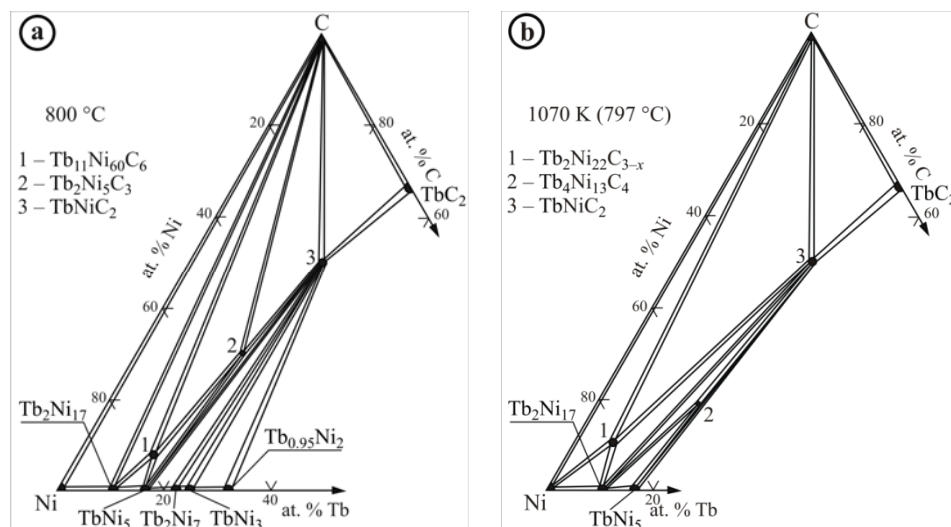 a
C
800 °C
1 – Tb₁₁Ni₆₀C₆
2 – Tb₂Ni₅C₃
3 – TbNiC₂
20
80
at. % C
TbC₂
60
at. % Ni
40
3
60
2
80
Tb₂Ni₁₇
1
Tb₀.₉₅Ni₂
Ni
TbNi₅
20
Tb₂Ni₇
TbNi₃
40
at. % Tb
b
C
1070 K (797 °C)
1 – Tb₂Ni₂₂C₃₋ₓ
2 – Tb₄Ni₁₃C₄
3 – TbNiC₂
20
80
at. % C
TbC₂
60
at. % Ni
40
3
60
80
Tb₂Ni₁₇
2
1
Ni
TbNi₅
20
at. % Tb